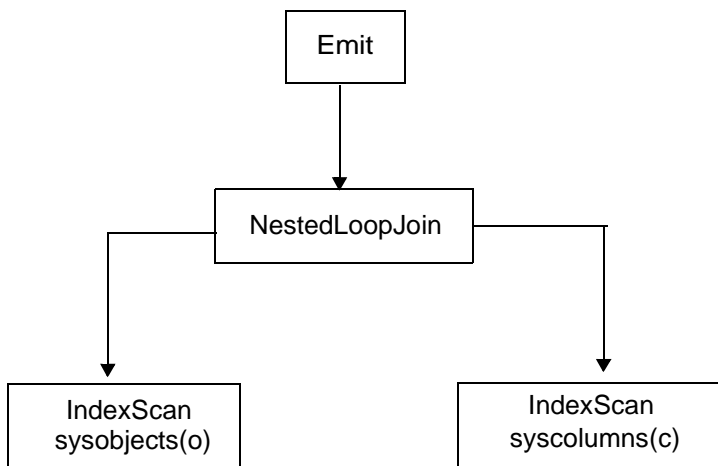 Emit
NestedLoopJoin
IndexScan
sysobjects(o)
IndexScan
syscolumns(c)